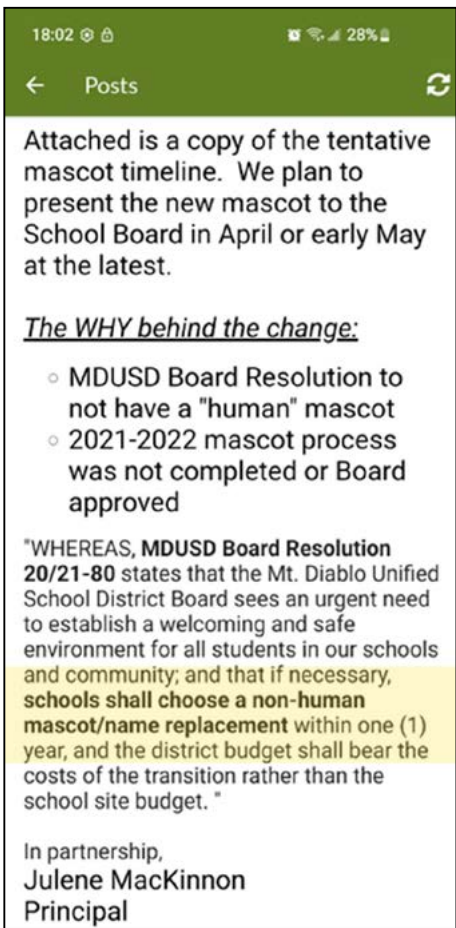 18:02
28%
Posts
Attached is a copy of the tentative
mascot timeline. We plan to
present the new mascot to the
School Board in April or early May
at the latest.
The WHY behind the change:
MDUSD Board Resolution to
not have a "human" mascot
2021-2022 mascot process
was not completed or Board
approved
"WHEREAS, MDUSD Board Resolution
20/21-80 states that the Mt. Diablo Unified
School District Board sees an urgent need
to establish a welcoming and safe
environment for all students in our schools
and community; and that if necessary,
schools shall choose a non-human
mascot/name replacement within one (1)
year, and the district budget shall bear the
costs of the transition rather than the
school site budget. "
In partnership,
Julene MacKinnon
Principal